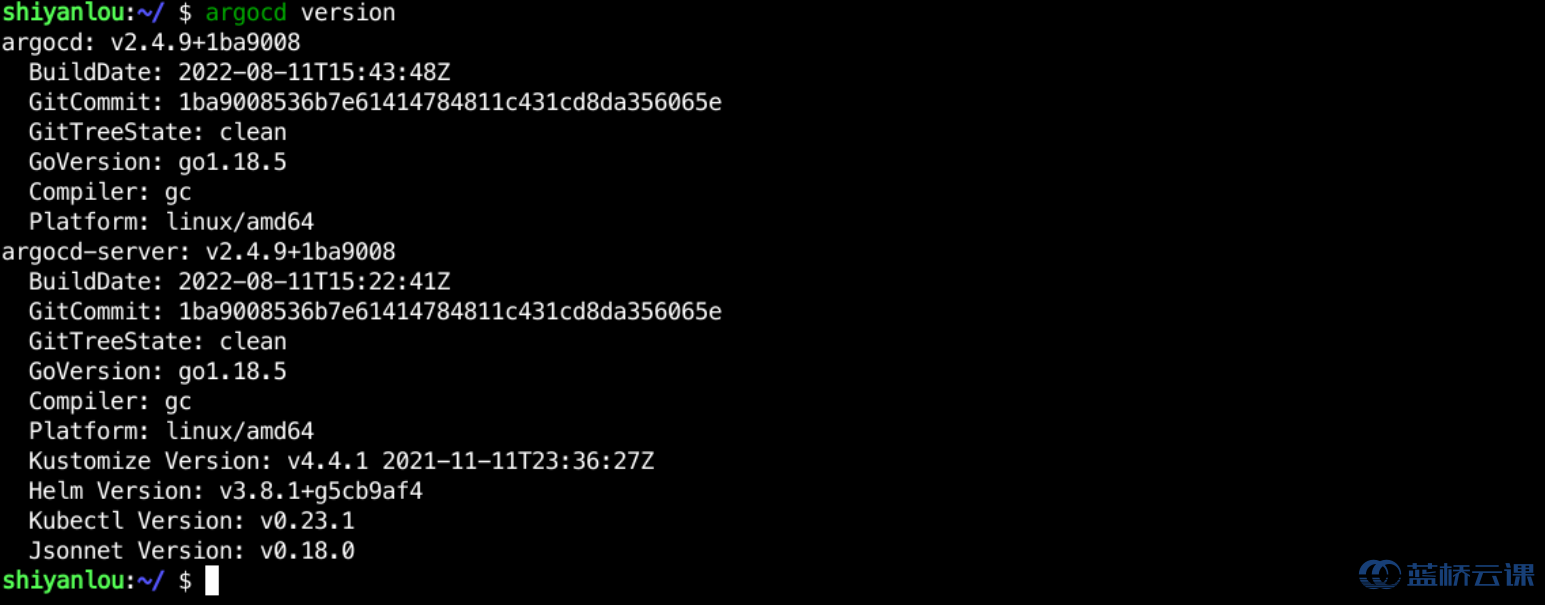 shiyanlou:~/ $ argocd version
argocd: v2.4.9+1ba9008
  BuildDate: 2022-08-11T15:43:48Z
  GitCommit: 1ba9008536b7e61414784811c431cd8da356065e
  GitTreeState: clean
  GoVersion: go1.18.5
  Compiler: gc
  Platform: linux/amd64
argocd-server: v2.4.9+1ba9008
  BuildDate: 2022-08-11T15:22:41Z
  GitCommit: 1ba9008536b7e61414784811c431cd8da356065e
  GitTreeState: clean
  GoVersion: go1.18.5
  Compiler: gc
  Platform: linux/amd64
  Kustomize Version: v4.4.1 2021-11-11T23:36:27Z
  Helm Version: v3.8.1+g5cb9af4
  Kubectl Version: v0.23.1
  Jsonnet Version: v0.18.0
shiyanlou:~/ $
蓝桥云课